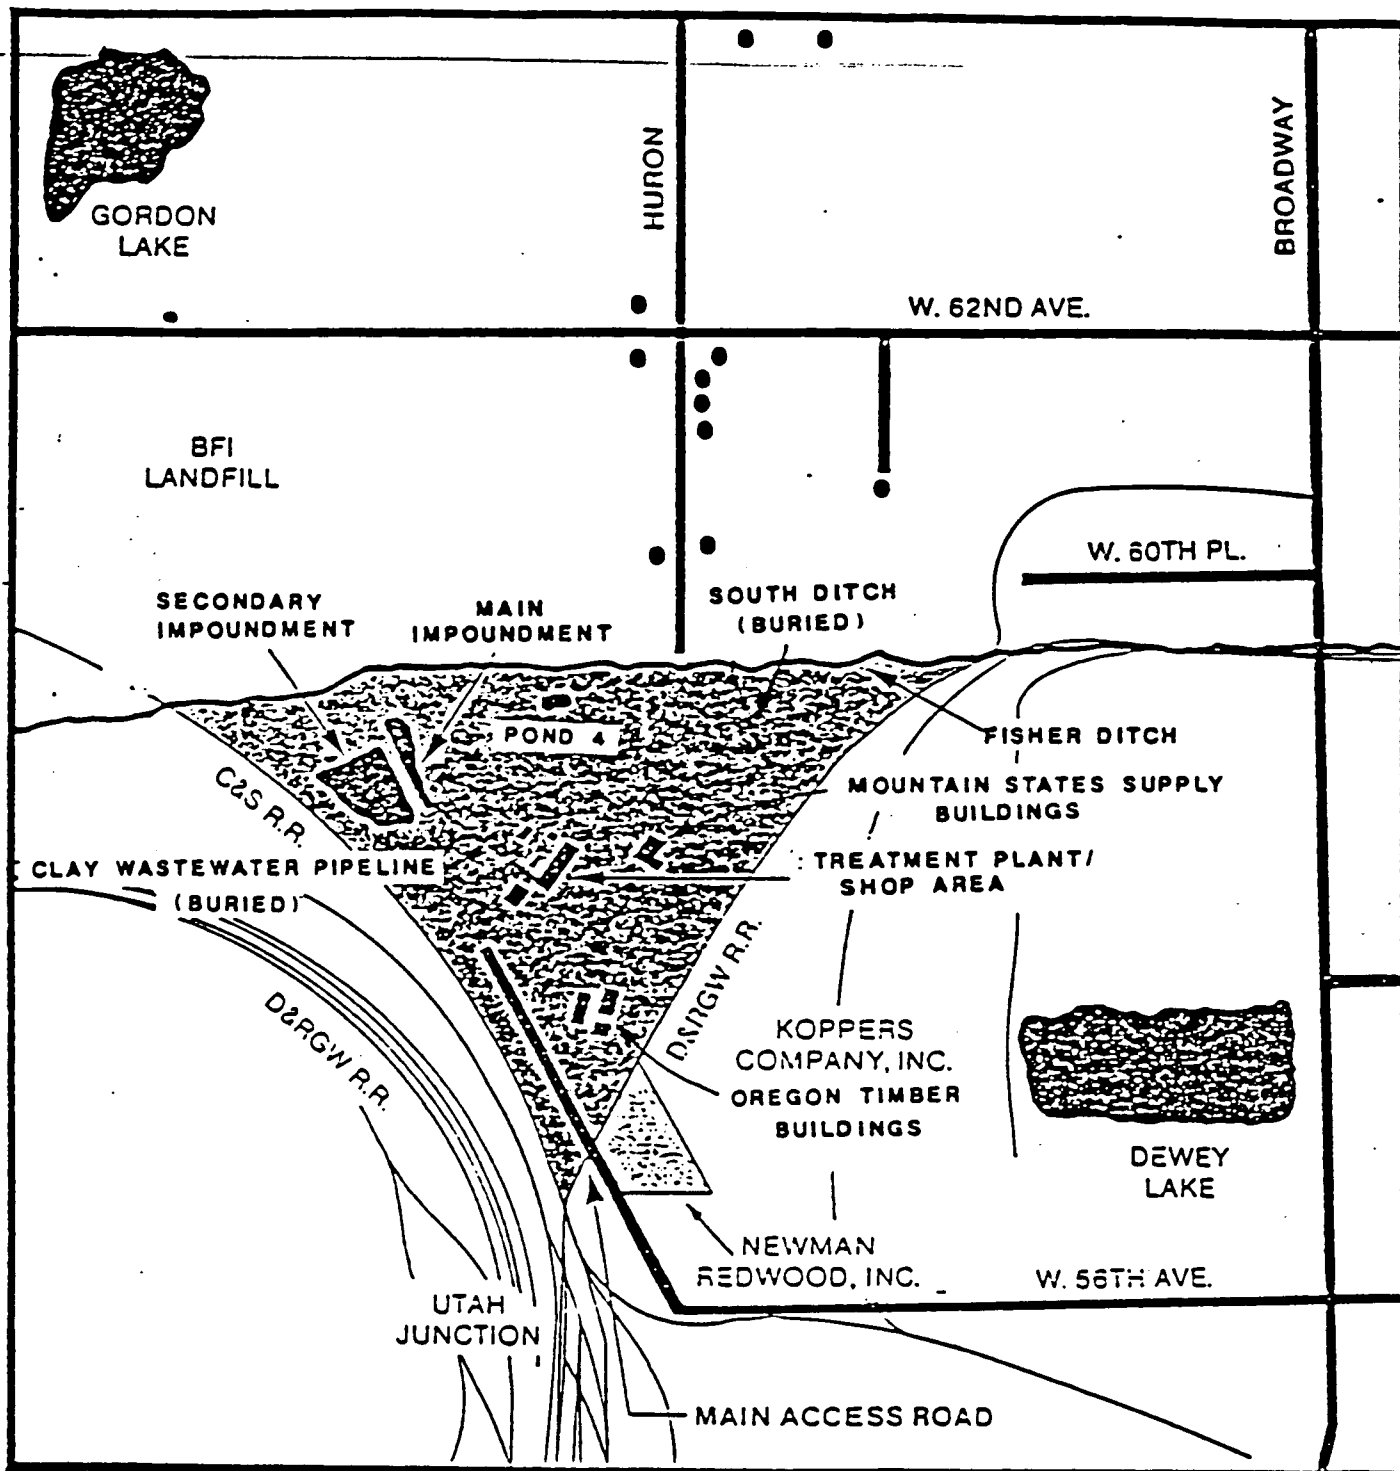 HURON
BROADWAY
GORDON
LAKE
W. 62ND AVE.
BFI
LANDFILL
W. 60TH PL.
SECONDARY
IMPOUNDMENT
MAIN
IMPOUNDMENT
SOUTH DITCH
(BURIED)
POND 4
FISHER DITCH
C&S R.R.
MOUNTAIN STATES SUPPLY
BUILDINGS
CLAY WASTEWATER PIPELINE
(BURIED)
TREATMENT PLANT/
SHOP AREA
D&RGW R.R.
D&RGW R.R.
KOPPERS
COMPANY, INC.
OREGON TIMBER
BUILDINGS
DEWEY
LAKE
NEWMAN
REDWOOD, INC.
W. 56TH AVE.
UTAH
JUNCTION
MAIN ACCESS ROAD